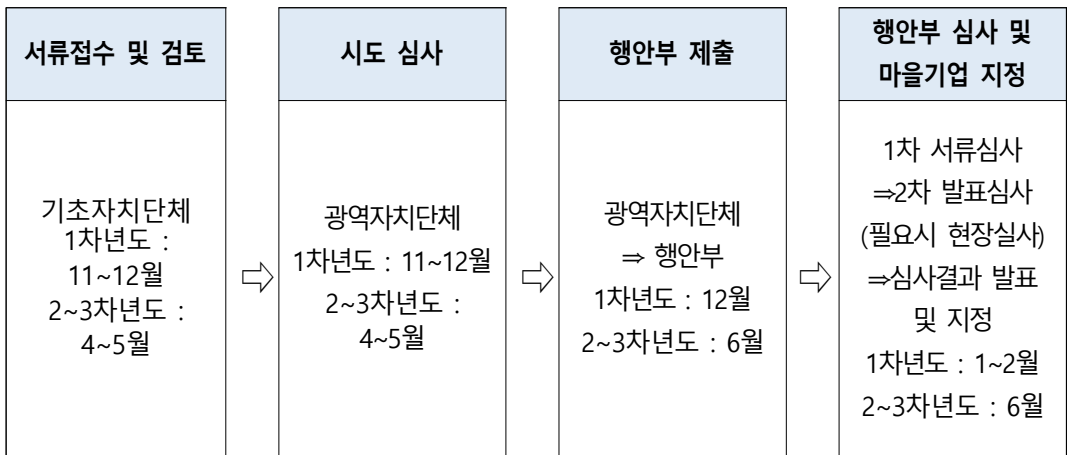 서류접수 및 검토
기초자치단체
1차년도 :
11~12월
2~3차년도 :
4~5월
⇨
시도 심사
광역자치단체
1차년도 : 11~12월
2~3차년도 :
4~5월
⇨
행안부 제출
광역자치단체
⇒ 행안부
1차년도 : 12월
2~3차년도 : 6월
⇨
행안부 심사 및
마을기업 지정
1차 서류심사
⇒2차 발표심사
(필요시 현장실사)
⇒심사결과 발표
및 지정
1차년도 : 1~2월
2~3차년도 : 6월